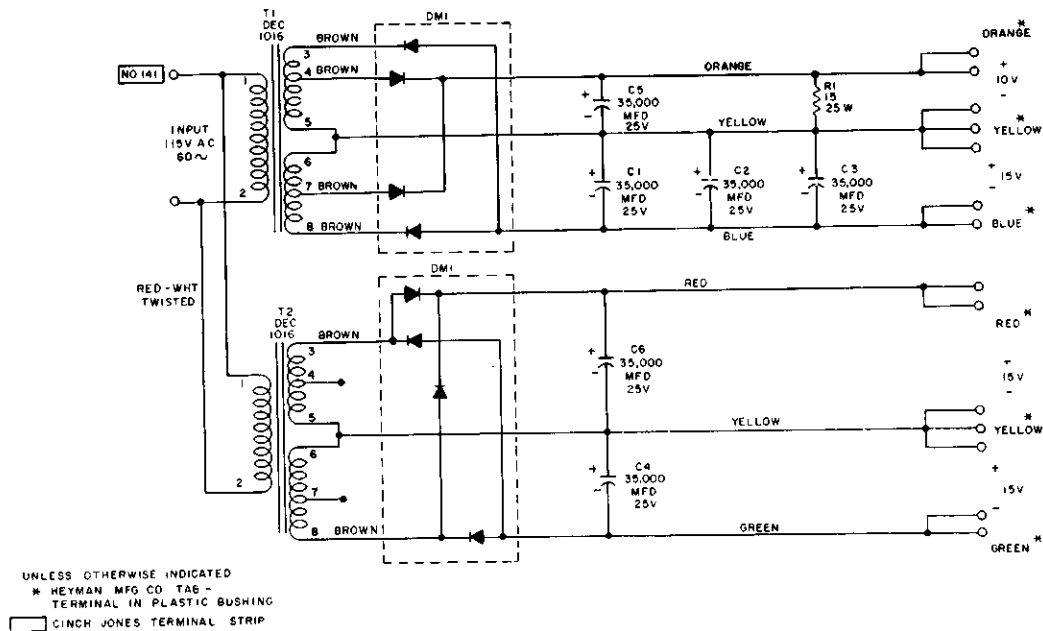 T1
DEC
1016
DM1
NO 141
1
2
INPUT
115V AC
60~
3
4
5
6
7
8
BROWN
BROWN
BROWN
BROWN
ORANGE
C5
35,000
MFD
25V
+
-
R1
15
25 W
YELLOW
C1
35,000
MFD
25V
+
-
C2
35,000
MFD
25V
+
-
C3
35,000
MFD
25V
+
-
BLUE
ORANGE *
+
10V
-
YELLOW *
+
15V
-
BLUE *
RED-WHT
TWISTED
T2
DEC
1016
DM1
1
2
3
4
5
6
7
8
BROWN
BROWN
RED
C6
35,000
MFD
25V
+
-
YELLOW
C4
35,000
MFD
25V
+
~
GREEN
RED *
+
15V
-
YELLOW *
+
15V
-
GREEN *
UNLESS OTHERWISE INDICATED
* HEYMAN MFG CO TAB -
TERMINAL IN PLASTIC BUSHING
CINCH JONES TERMINAL STRIP